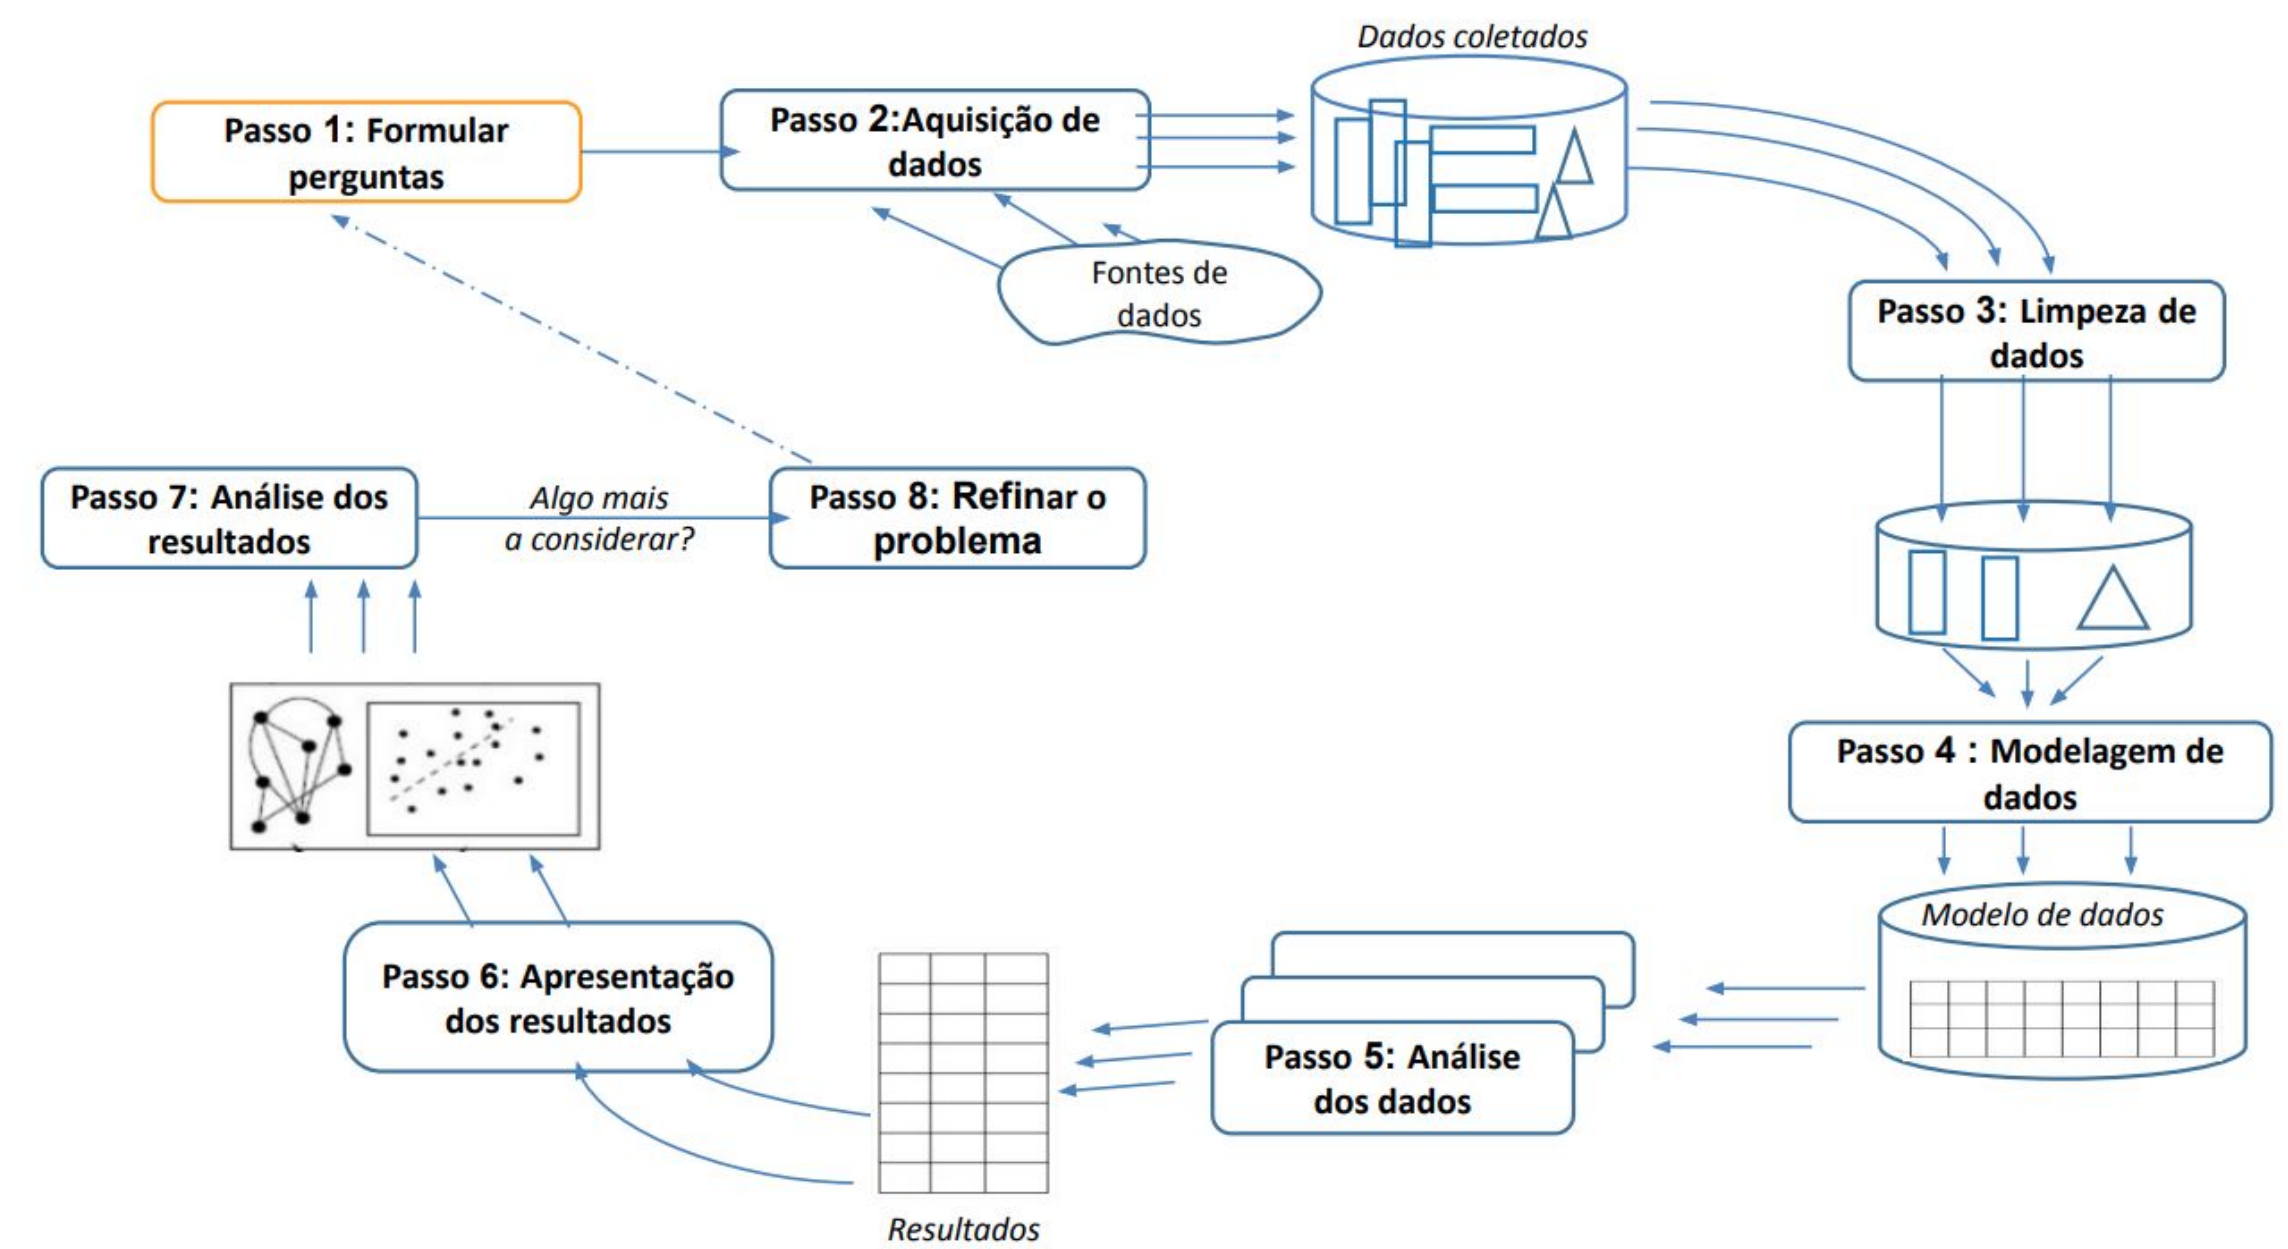 Dados coletados
Passo 1: Formular
perguntas
Passo 2:Aquisição de
dados
Fontes de
dados
Passo 3: Limpeza de
dados
Passo 4 : Modelagem de
dados
Modelo de dados
Passo 5: Análise
dos dados
Resultados
Passo 6: Apresentação
dos resultados
Passo 7: Análise dos
resultados
Algo mais
a considerar?
Passo 8: Refinar o
problema